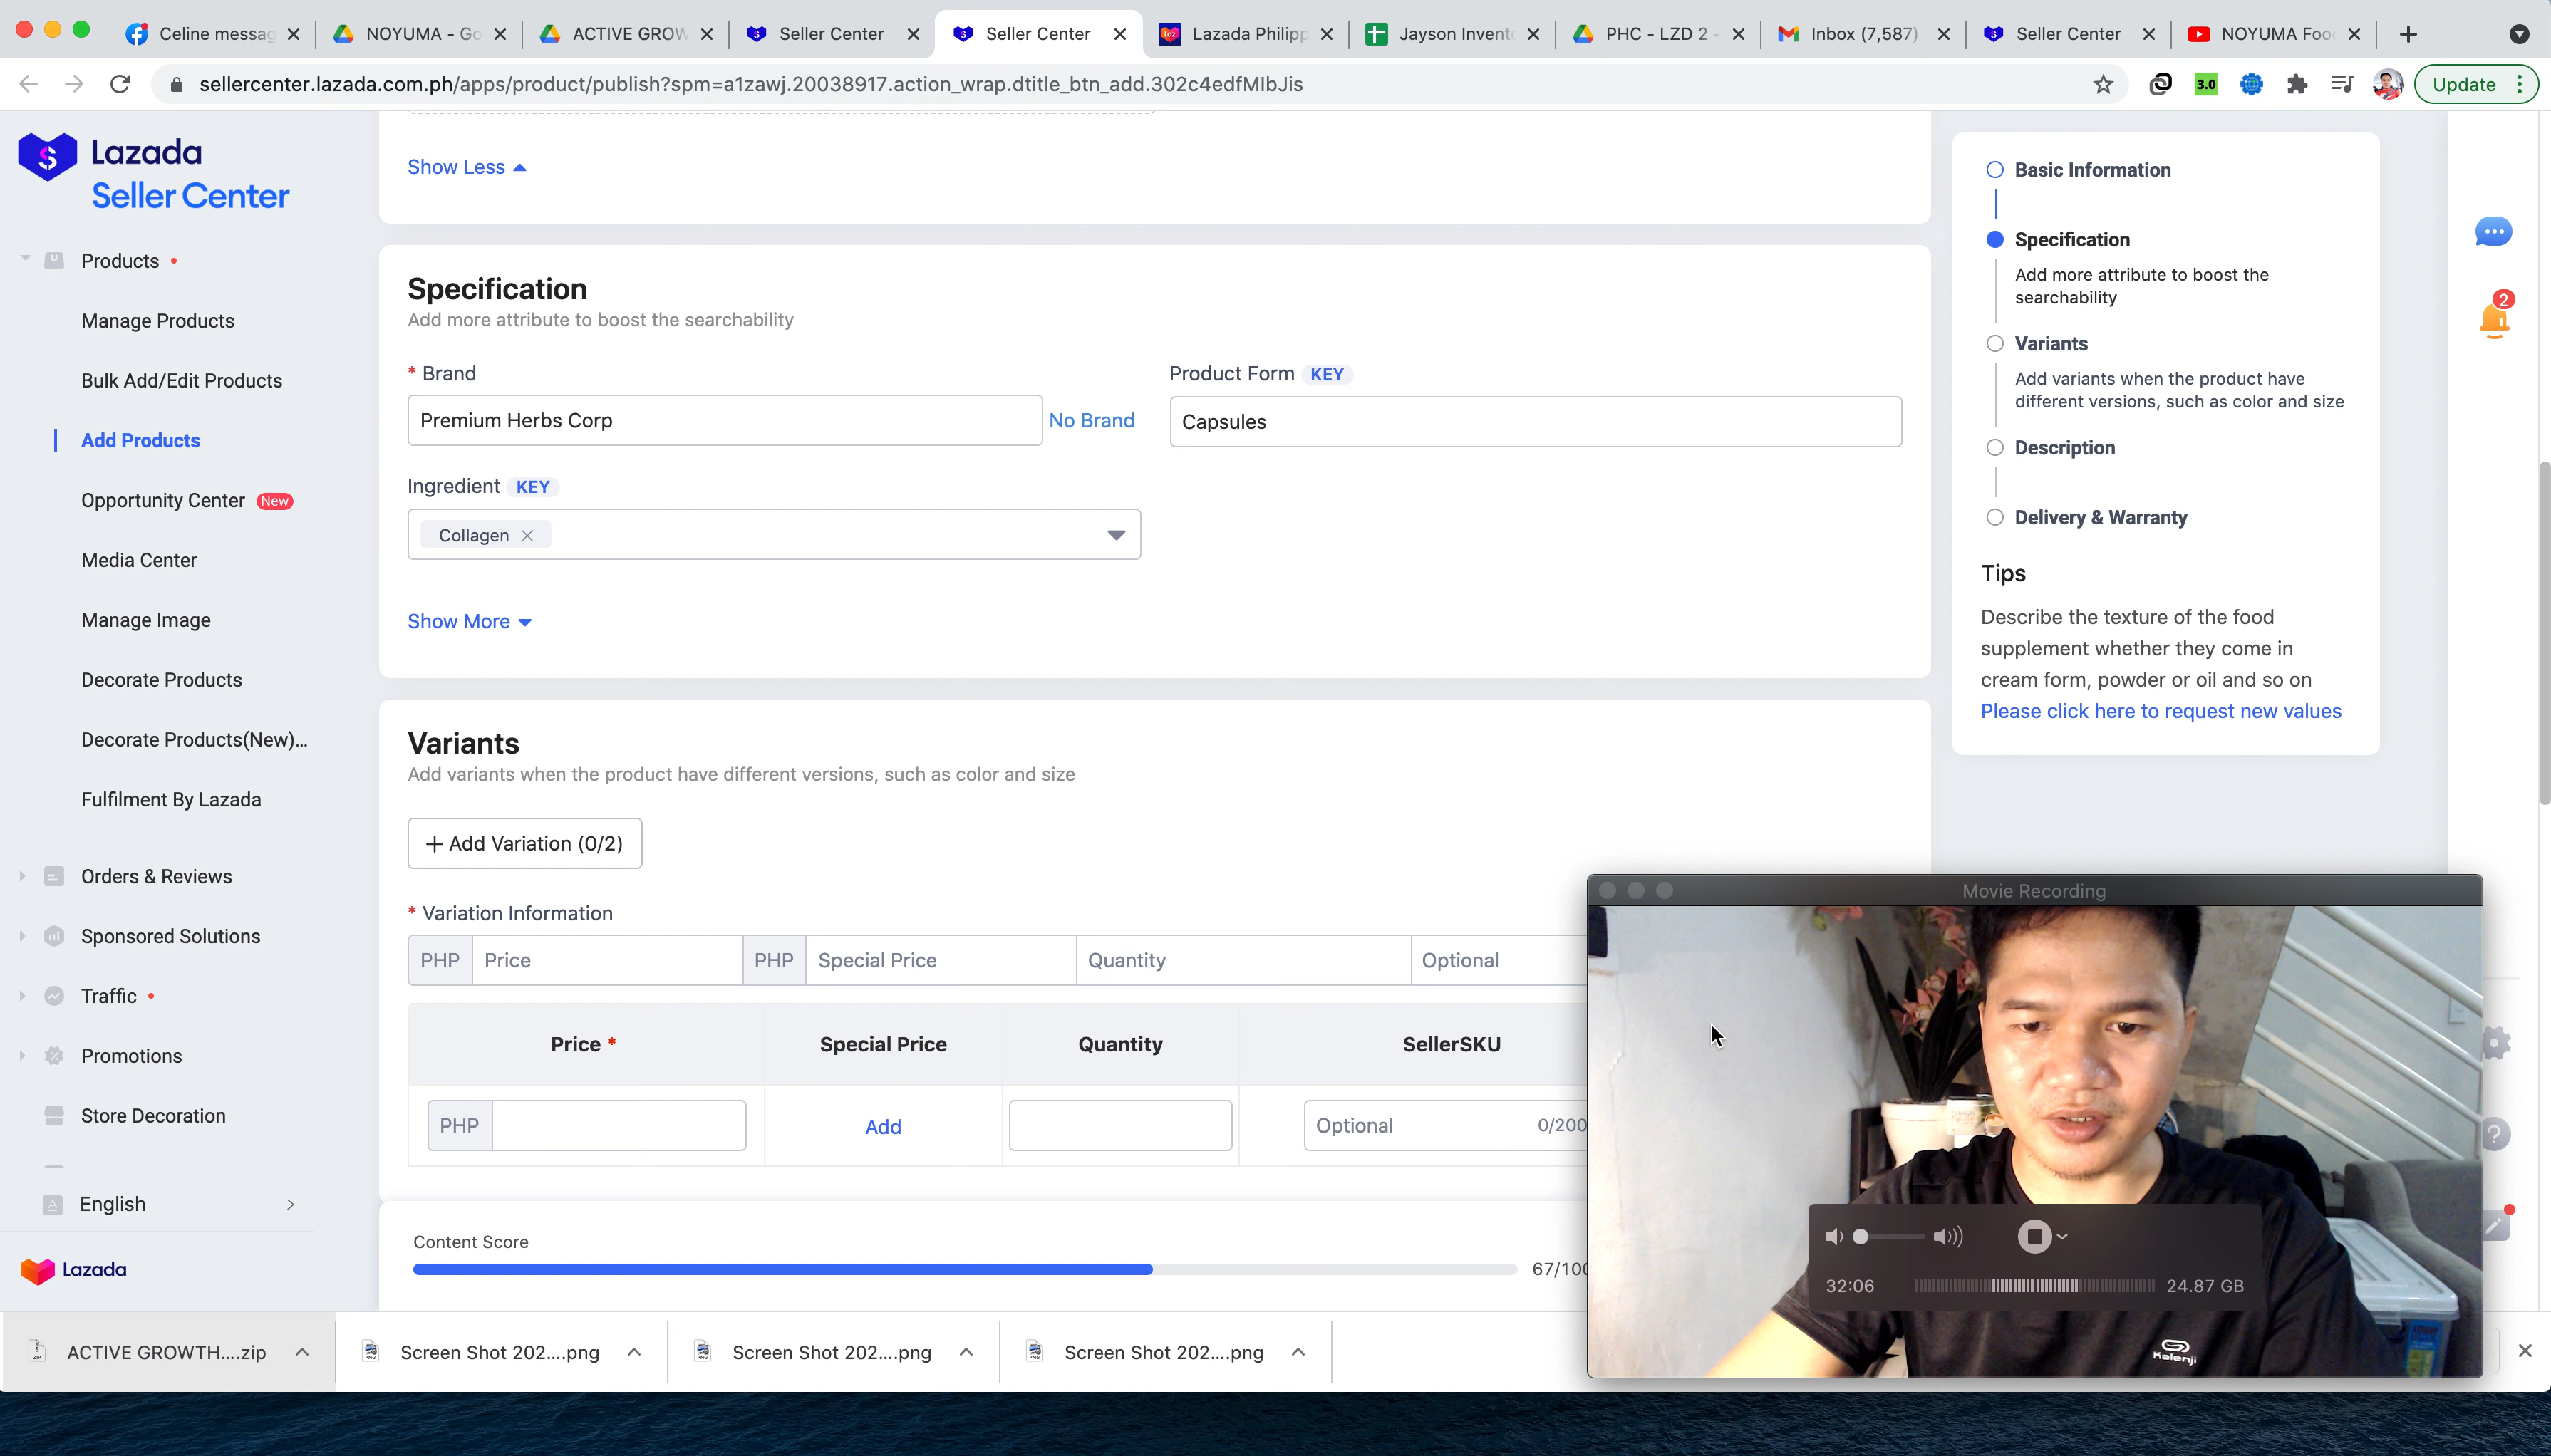 Celine messag
NOYUMA - Go
ACTIVE GROW
Seller Center
Seller Center
Lazada Philipp
Jayson Invent
PHC - LZD 2 -
Inbox (7,587)
Seller Center
NOYUMA Foo
sellercenter.lazada.com.ph/apps/product/publish?spm=a1zawj.20038917.action_wrap.dtitle_btn_add.302c4edfMIbJis
3.0
Update
Lazada
Seller Center
Products
Manage Products
Bulk Add/Edit Products
Add Products
Opportunity Center New
Media Center
Manage Image
Decorate Products
Decorate Products(New)...
Fulfilment By Lazada
Orders & Reviews
Sponsored Solutions
Traffic
Promotions
Store Decoration
English
Lazada
Show Less
Specification
Add more attribute to boost the searchability
* Brand
Product Form KEY
Premium Herbs Corp
No Brand
Capsules
Ingredient KEY
Collagen
Show More
Variants
Add variants when the product have different versions, such as color and size
+ Add Variation (0/2)
* Variation Information
PHP Price PHP Special Price Quantity Optional
Price * Special Price Quantity SellerSKU
PHP Add Optional 0/200
Content Score
67/100
Basic Information
Specification
Add more attribute to boost the
searchability
Variants
Add variants when the product have
different versions, such as color and size
Description
Delivery & Warranty
Tips
Describe the texture of the food
supplement whether they come in
cream form, powder or oil and so on
Please click here to request new values
2
Movie Recording
32:06
24.87 GB
Kalenji
ACTIVE GROWTH....zip
Screen Shot 202....png
Screen Shot 202....png
Screen Shot 202....png